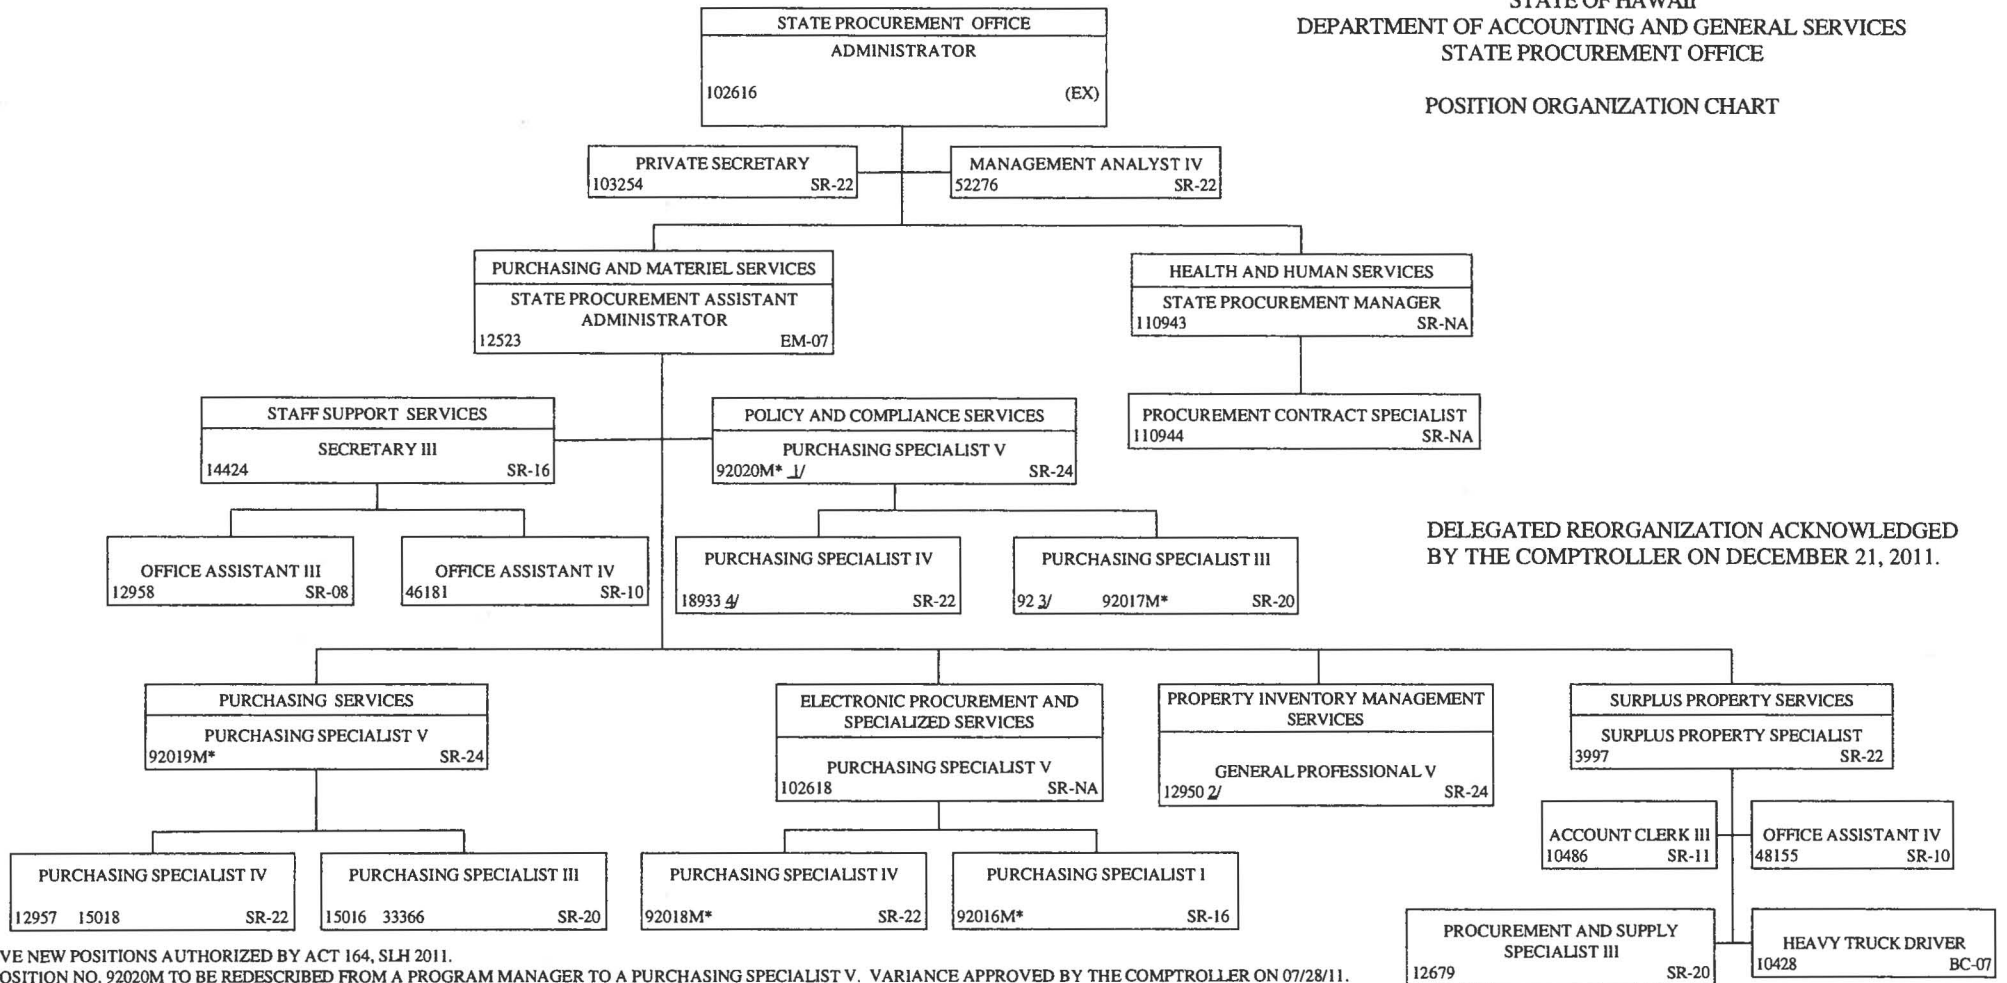 STATE OF HAWAII
DEPARTMENT OF ACCOUNTING AND GENERAL SERVICES
STATE PROCUREMENT OFFICE
POSITION ORGANIZATION CHART
STATE PROCUREMENT OFFICE
ADMINISTRATOR
102616 (EX)
PRIVATE SECRETARY
103254 SR-22
MANAGEMENT ANALYST IV
52276 SR-22
PURCHASING AND MATERIEL SERVICES
STATE PROCUREMENT ASSISTANT
ADMINISTRATOR
12523 EM-07
HEALTH AND HUMAN SERVICES
STATE PROCUREMENT MANAGER
110943 SR-NA
PROCUREMENT CONTRACT SPECIALIST
110944 SR-NA
STAFF SUPPORT SERVICES
SECRETARY III
14424 SR-16
POLICY AND COMPLIANCE SERVICES
PURCHASING SPECIALIST V
92020M* 1/ SR-24
OFFICE ASSISTANT III
12958 SR-08
OFFICE ASSISTANT IV
46181 SR-10
PURCHASING SPECIALIST IV
18933 4/ SR-22
PURCHASING SPECIALIST III
92 3/ 92017M* SR-20
DELEGATED REORGANIZATION ACKNOWLEDGED
BY THE COMPTROLLER ON DECEMBER 21, 2011.
PURCHASING SERVICES
PURCHASING SPECIALIST V
92019M* SR-24
ELECTRONIC PROCUREMENT AND
SPECIALIZED SERVICES
PURCHASING SPECIALIST V
102618 SR-NA
PROPERTY INVENTORY MANAGEMENT
SERVICES
GENERAL PROFESSIONAL V
12950 2/ SR-24
SURPLUS PROPERTY SERVICES
SURPLUS PROPERTY SPECIALIST
3997 SR-22
PURCHASING SPECIALIST IV
12957 15018 SR-22
PURCHASING SPECIALIST III
15016 33366 SR-20
PURCHASING SPECIALIST IV
92018M* SR-22
PURCHASING SPECIALIST I
92016M* SR-16
ACCOUNT CLERK III
10486 SR-11
OFFICE ASSISTANT IV
48155 SR-10
PROCUREMENT AND SUPPLY
SPECIALIST III
12679 SR-20
HEAVY TRUCK DRIVER
10428 BC-07
VE NEW POSITIONS AUTHORIZED BY ACT 164, SLH 2011.
OSITION NO. 92020M TO BE REDESCRIBED FROM A PROGRAM MANAGER TO A PURCHASING SPECIALIST V. VARIANCE APPROVED BY THE COMPTROLLER ON 07/28/11.